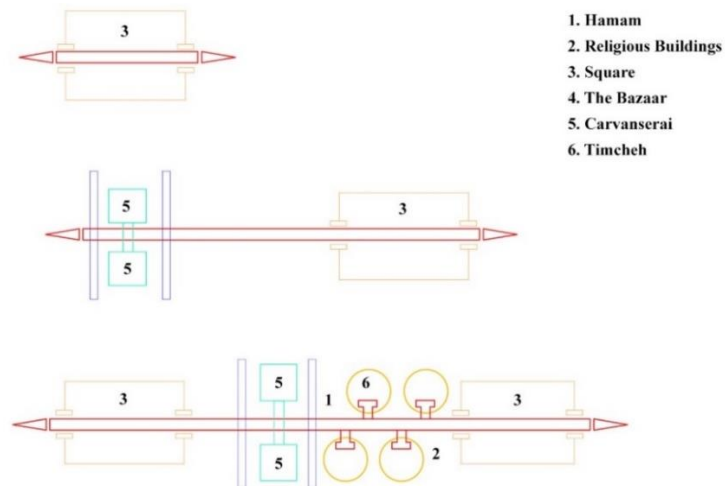 3
1. Hamam
2. Religious Buildings
3. Square
4. The Bazaar
5. Carvanserai
6. Timcheh
5
3
5
3
5
1
6
3
2
5